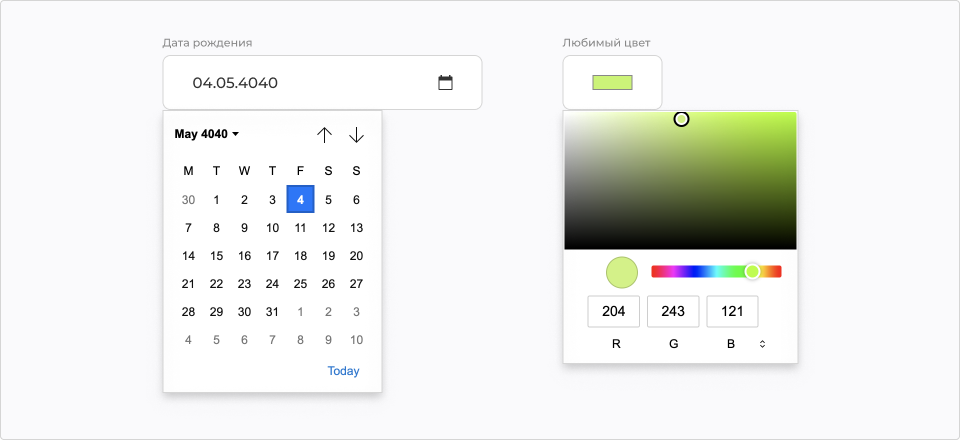 Дата рождения
04.05.4040
May 4040
M T W T F S S
30 1 2 3 4 5 6
7 8 9 10 11 12 13
14 15 16 17 18 19 20
21 22 23 24 25 26 27
28 29 30 31 1 2 3
4 5 6 7 8 9 10
Today
Любимый цвет
204 243 121
R G B